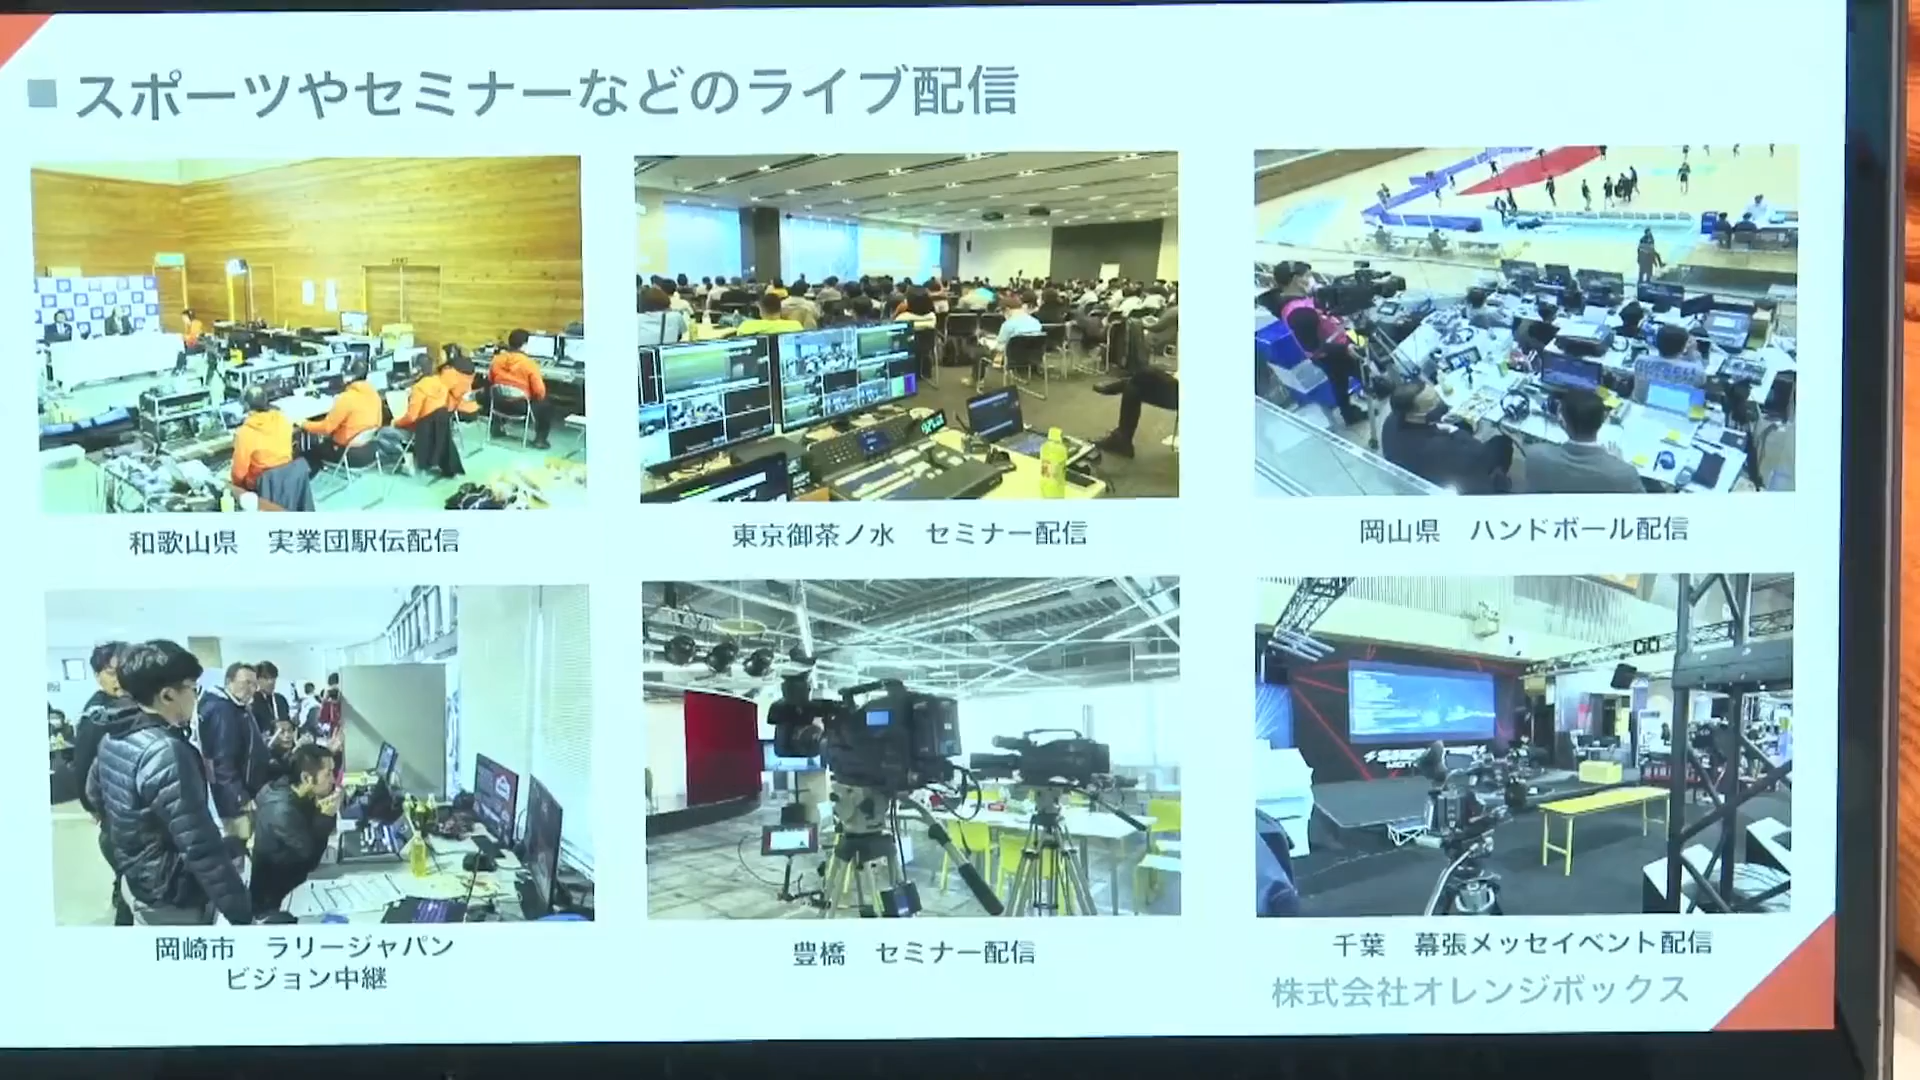 スポーツやセミナーなどのライブ配信
和歌山県　実業団駅伝配信
東京御茶ノ水　セミナー配信
岡山県　ハンドボール配信
岡崎市　ラリージャパン
ビジョン中継
豊橋　セミナー配信
千葉　幕張メッセイベント配信
株式会社オレンジボックス